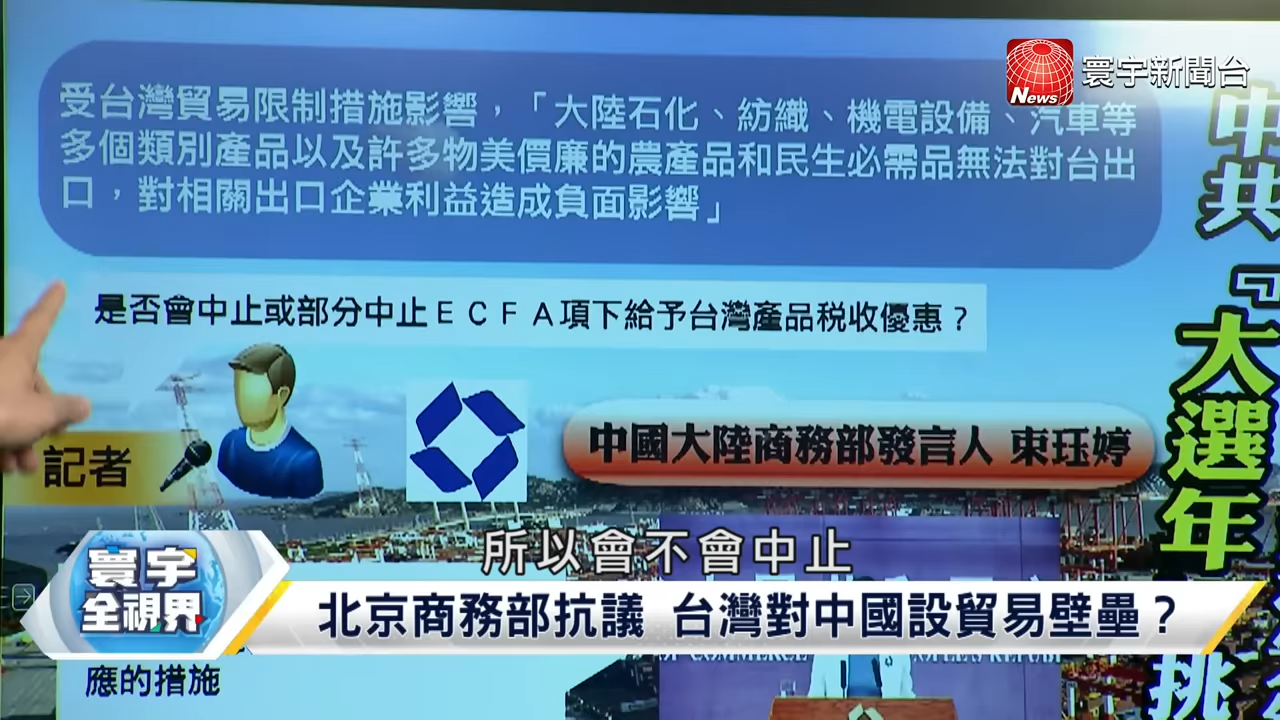 News 寰宇新聞台
受台灣貿易限制措施影響，「大陸石化、紡織、機電設備、汽車等
多個類別產品以及許多物美價廉的農產品和民生必需品無法對台出
口，對相關出口企業利益造成負面影響」
中共
『大選年
挑
是否會中止或部分中止ＥＣＦＡ項下給予台灣產品税收優惠？
記者
中國大陸商務部發言人 束珏婷
所以會不會中止
寰宇
全視界
北京商務部抗議 台灣對中國設貿易壁壘？
應的措施